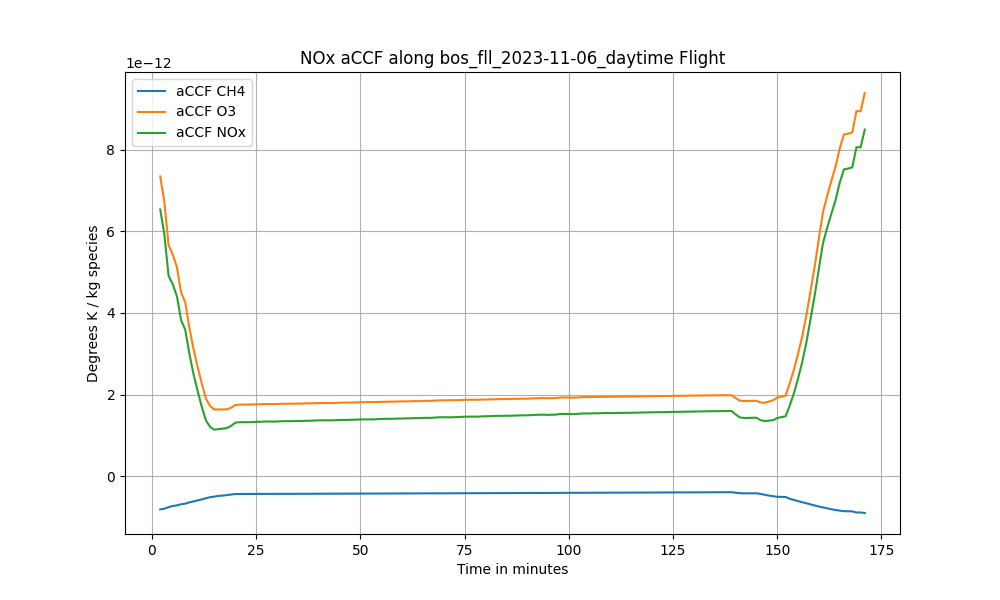 NOx aCCF along bos_fll_2023-11-06_daytime Flight
1e−12
aCCF CH4
aCCF O3
aCCF NOx
8
6
4
2
0
Degrees K / kg species
0 25 50 75 100 125 150 175
Time in minutes